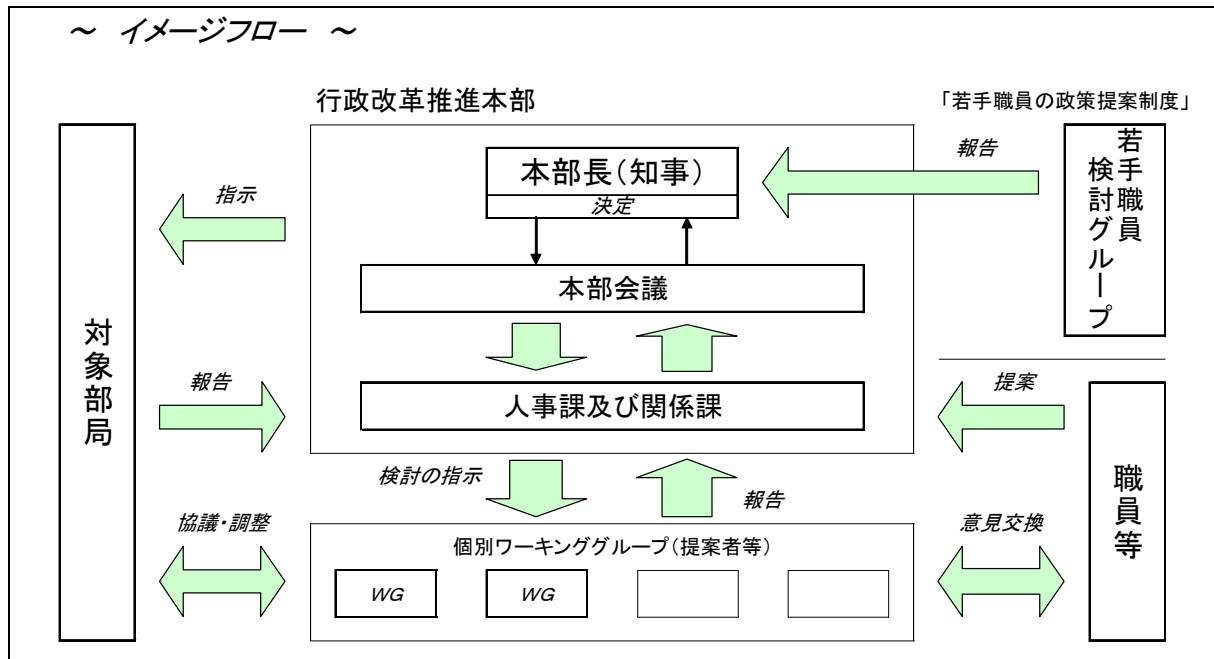 ～ イメージフロー ～
行政改革推進本部
「若手職員の政策提案制度」
本部長（知事）
決定
報告
若手職員
検討グループ
指示
本部会議
対象部局
報告
人事課及び関係課
提案
検討の指示
報告
職員等
協議・調整
個別ワーキンググループ（提案者等）
意見交換
WG
WG